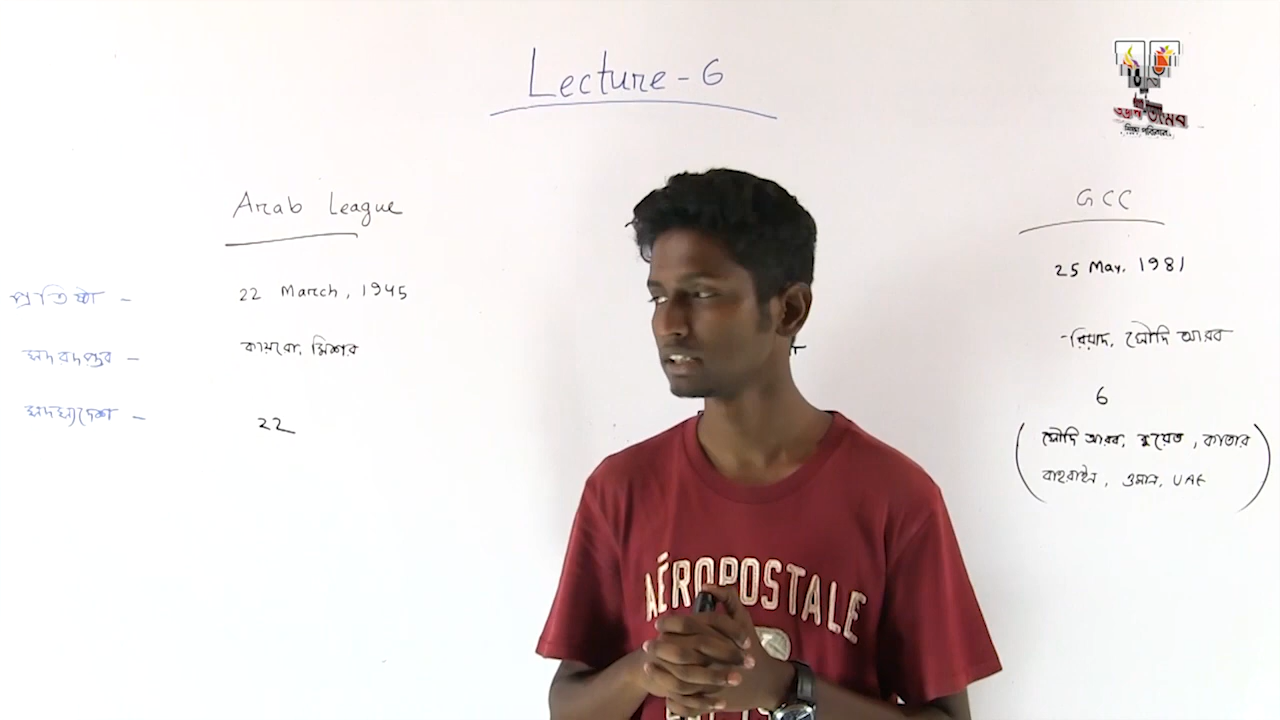 Lecture - 6
Arab League
GCC
প্রতিষ্ঠা - 22 March, 1945
25 May, 1981
সদরদপ্তর - কায়রো, মিশর
- রিয়াদ, সৌদি আরব
সদস্যদেশ - 22
6
(সৌদি আরব, কুয়েত, কাতার
বাহরাইন, ওমান, UAE)
AÉROPOSTALE